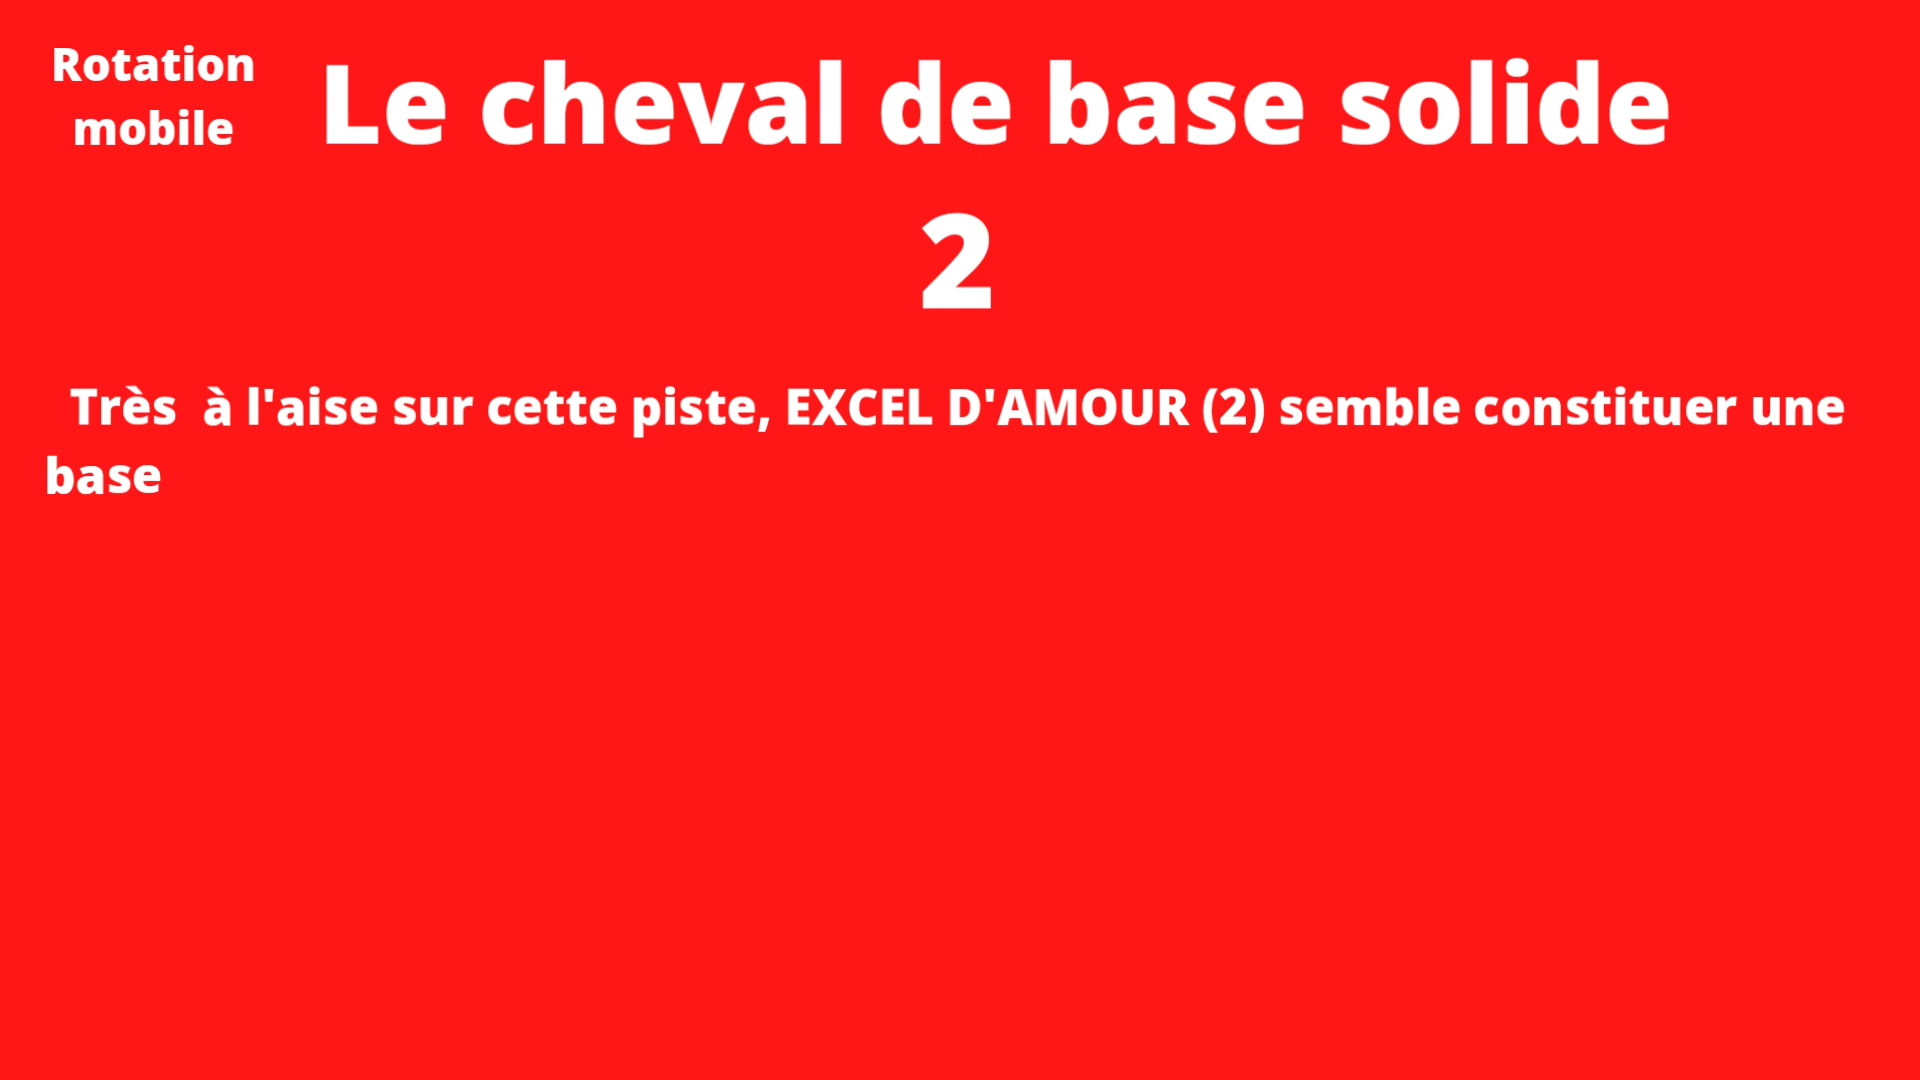 Rotation
mobile
Le cheval de base solide
2
Très à l'aise sur cette piste, EXCEL D'AMOUR (2) semble constituer une
base